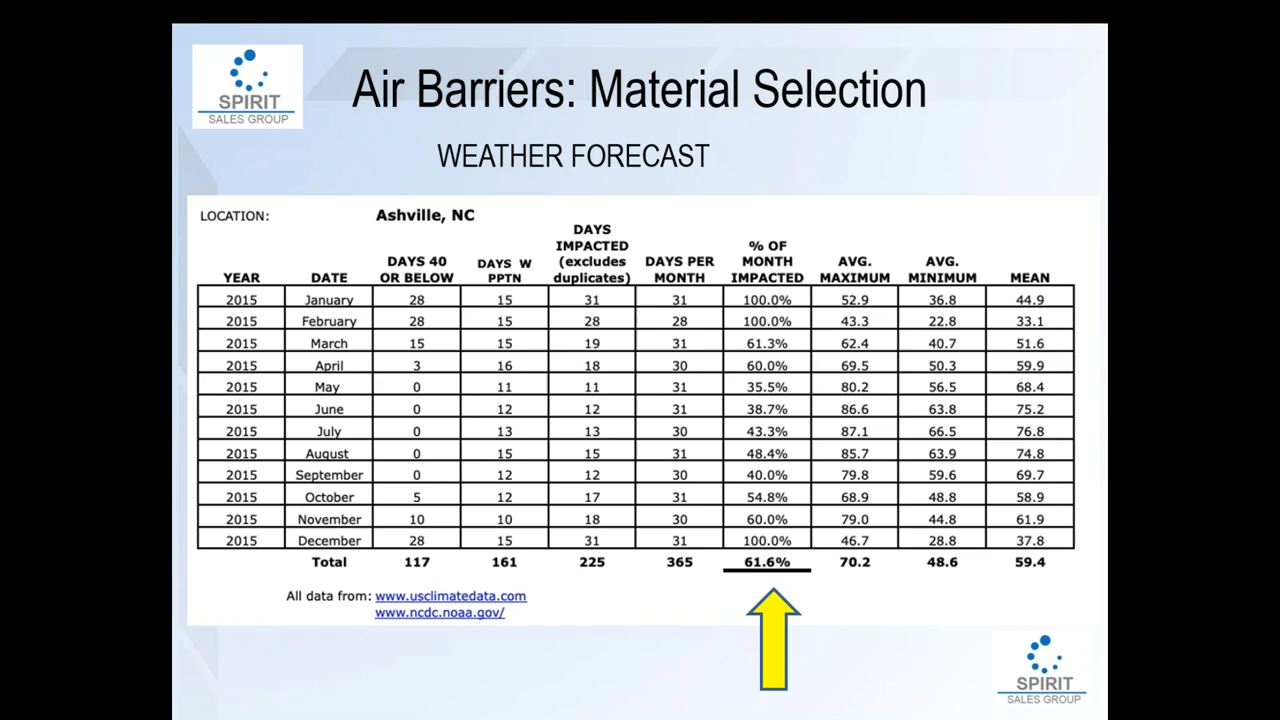 SPIRIT
SALES GROUP
Air Barriers: Material Selection
WEATHER FORECAST
LOCATION: Ashville, NC
YEAR DATE DAYS 40 OR BELOW DAYS W PPTN DAYS IMPACTED (excludes duplicates) DAYS PER MONTH % OF MONTH IMPACTED AVG. MAXIMUM AVG. MINIMUM MEAN
2015 January 28 15 31 31 100.0% 52.9 36.8 44.9
2015 February 28 15 28 28 100.0% 43.3 22.8 33.1
2015 March 15 15 19 31 61.3% 62.4 40.7 51.6
2015 April 3 16 18 30 60.0% 69.5 50.3 59.9
2015 May 0 11 11 31 35.5% 80.2 56.5 68.4
2015 June 0 12 12 31 38.7% 86.6 63.8 75.2
2015 July 0 13 13 30 43.3% 87.1 66.5 76.8
2015 August 0 15 15 31 48.4% 85.7 63.9 74.8
2015 September 0 12 12 30 40.0% 79.8 59.6 69.7
2015 October 5 12 17 31 54.8% 68.9 48.8 58.9
2015 November 10 10 18 30 60.0% 79.0 44.8 61.9
2015 December 28 15 31 31 100.0% 46.7 28.8 37.8
Total 117 161 225 365 61.6% 70.2 48.6 59.4
All data from: www.usclimatedata.com
www.ncdc.noaa.gov/
SPIRIT
SALES GROUP